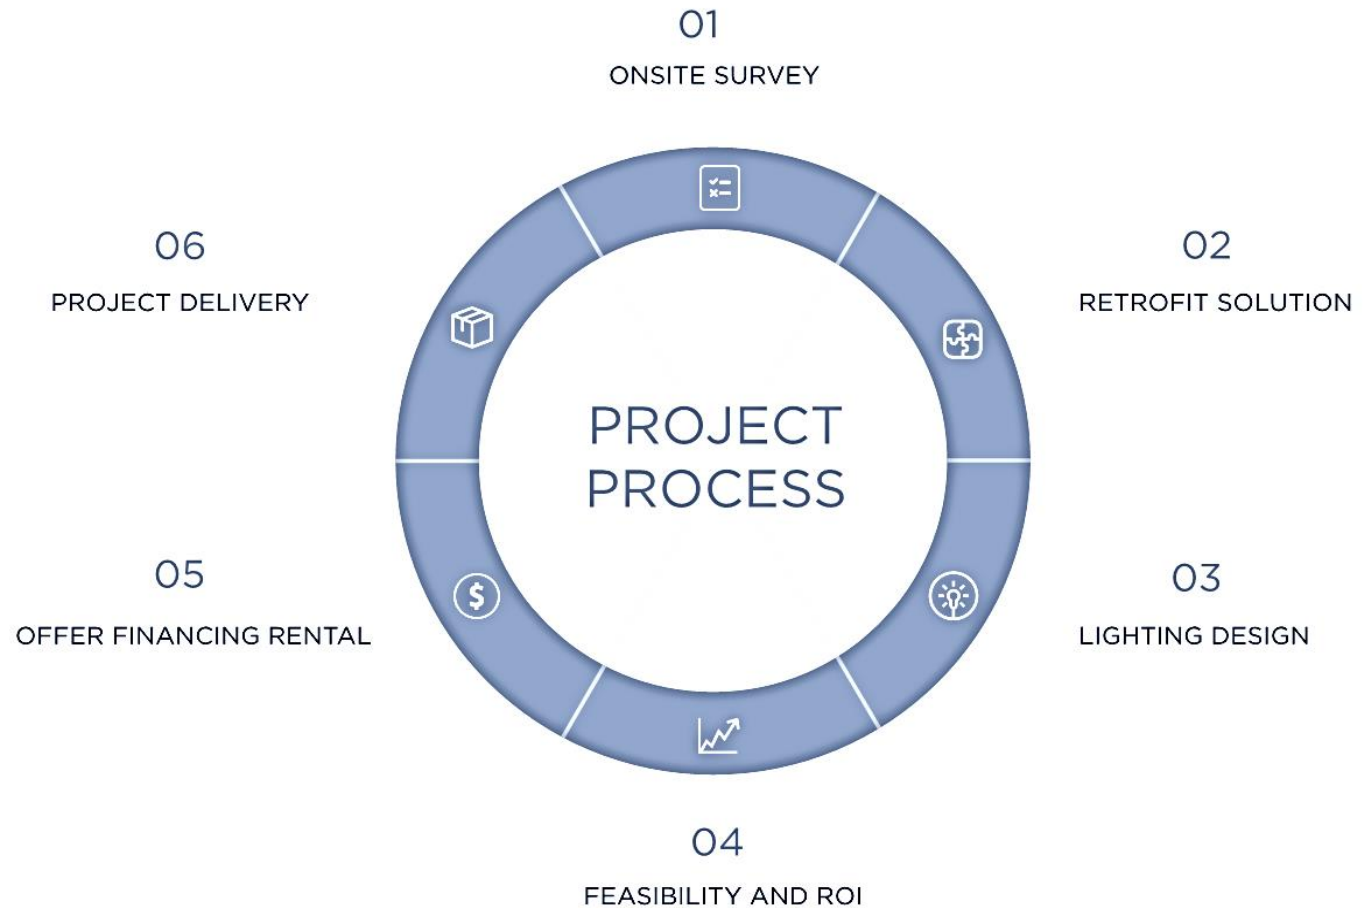 01
ONSITE SURVEY
02
RETROFIT SOLUTION
03
LIGHTING DESIGN
04
FEASIBILITY AND ROI
05
OFFER FINANCING RENTAL
06
PROJECT DELIVERY
PROJECT
PROCESS